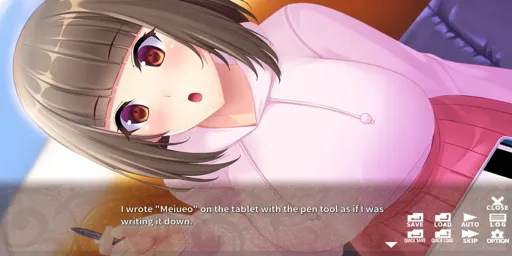 I wrote "Meiueo" on the tablet with the pen tool as if I was
writing it down.
CLOSE
SAVE LOAD AUTO LOG
QUICK SAVE QUICK LOAD SKIP OPTION